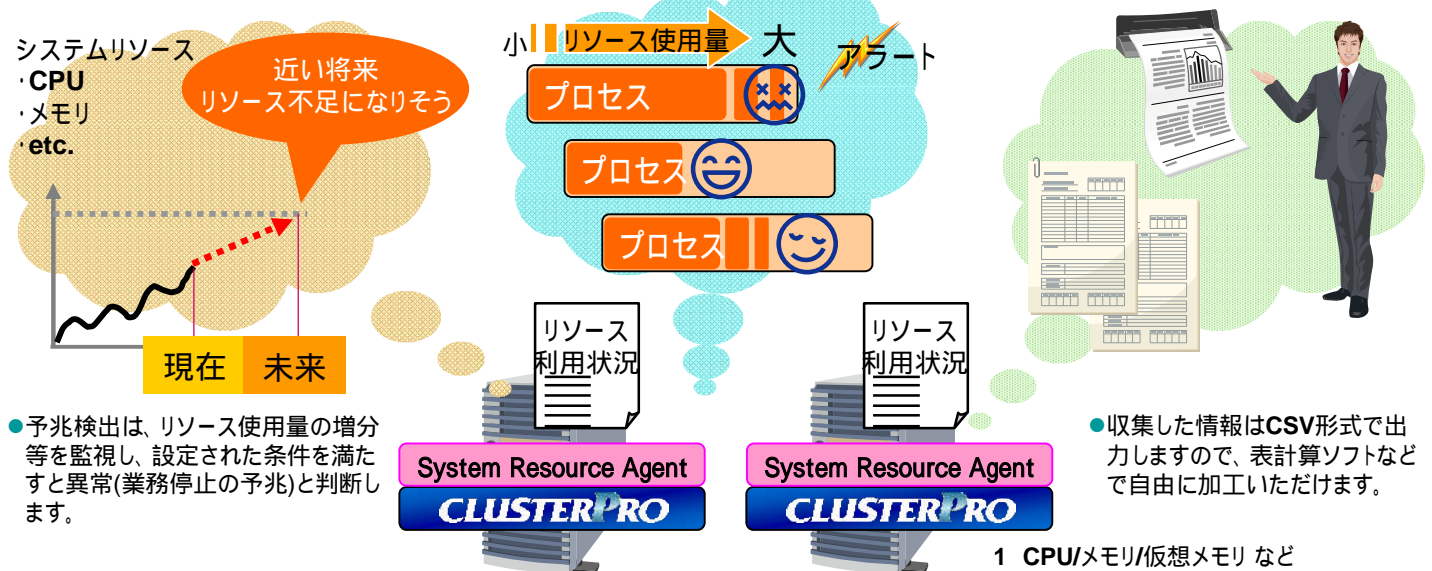 システムリソース
・CPU
・メモリ
・etc.
近い将来
リソース不足になりそう
現在 未来
●予兆検出は、リソース使用量の増分
等を監視し、設定された条件を満た
すと異常(業務停止の予兆)と判断し
ます。
小 リソース使用量 大
アラート
プロセス
プロセス
プロセス
リソース
利用状況
System Resource Agent
CLUSTERPRO
リソース
利用状況
System Resource Agent
CLUSTERPRO
●収集した情報はCSV形式で出
力しますので、表計算ソフトなど
で自由に加工いただけます。
1 CPU/メモリ/仮想メモリ など